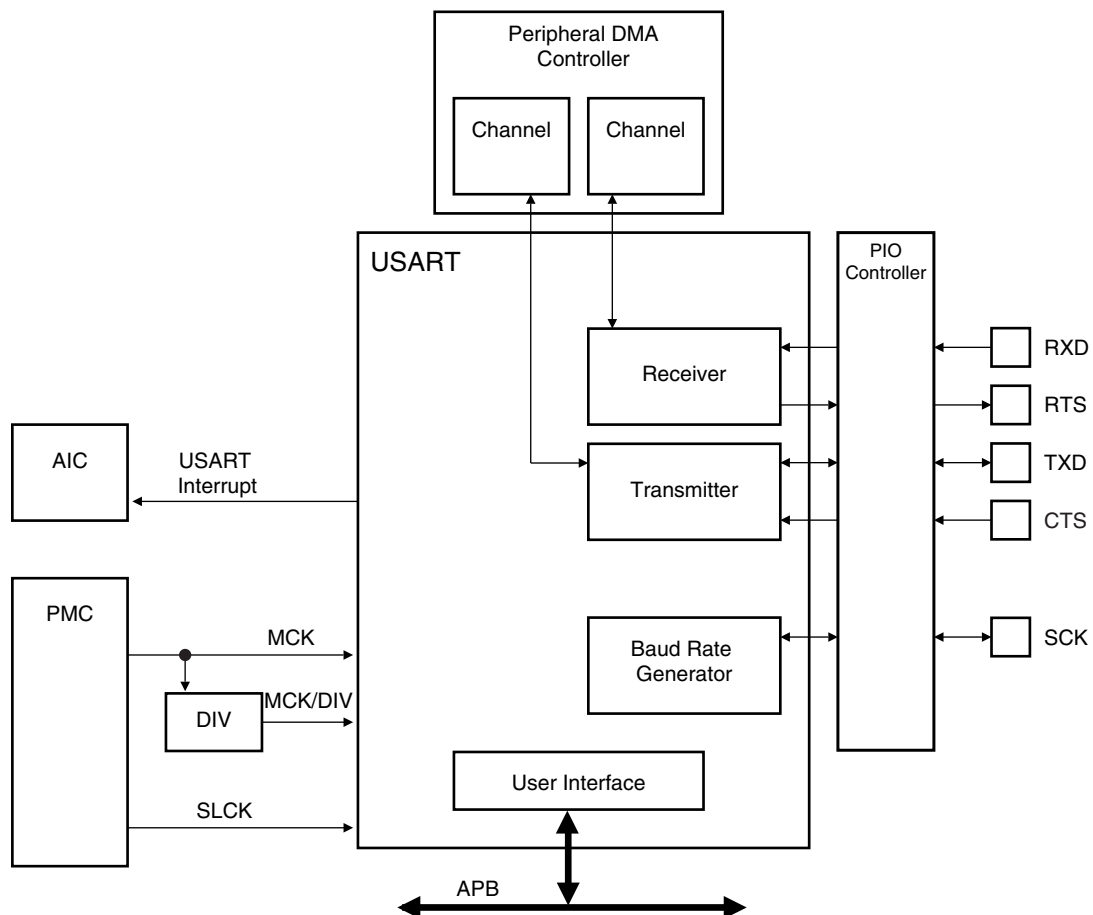 Peripheral DMA
Controller
Channel
Channel
USART
PIO
Controller
Receiver
RXD
RTS
AIC
USART
Interrupt
Transmitter
TXD
CTS
PMC
MCK
Baud Rate
Generator
SCK
DIV
MCK/DIV
User Interface
SLCK
APB